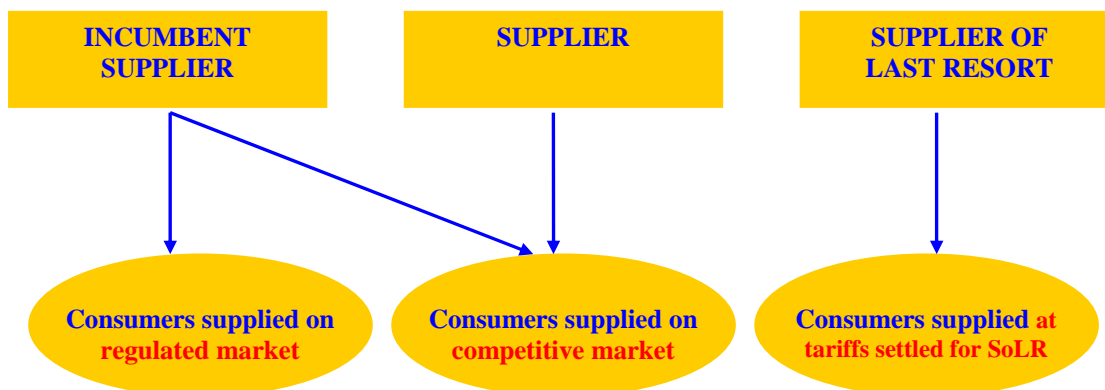 INCUMBENT
SUPPLIER
SUPPLIER
SUPPLIER OF
LAST RESORT
Consumers supplied on
regulated market
Consumers supplied on
competitive market
Consumers supplied at
tariffs settled for SoLR